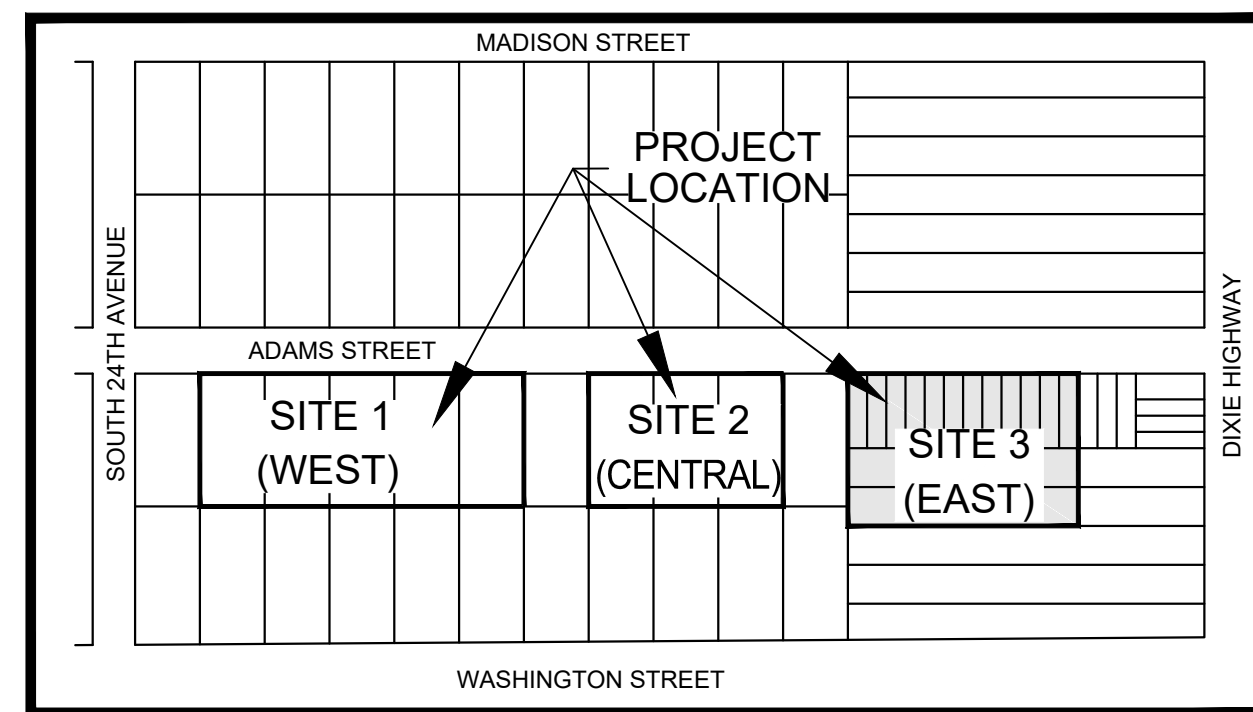 MADISON STREET
PROJECT
LOCATION
SOUTH 24TH AVENUE
ADAMS STREET
DIXIE HIGHWAY
SITE 1
(WEST)
SITE 2
(CENTRAL)
SITE 3
(EAST)
WASHINGTON STREET